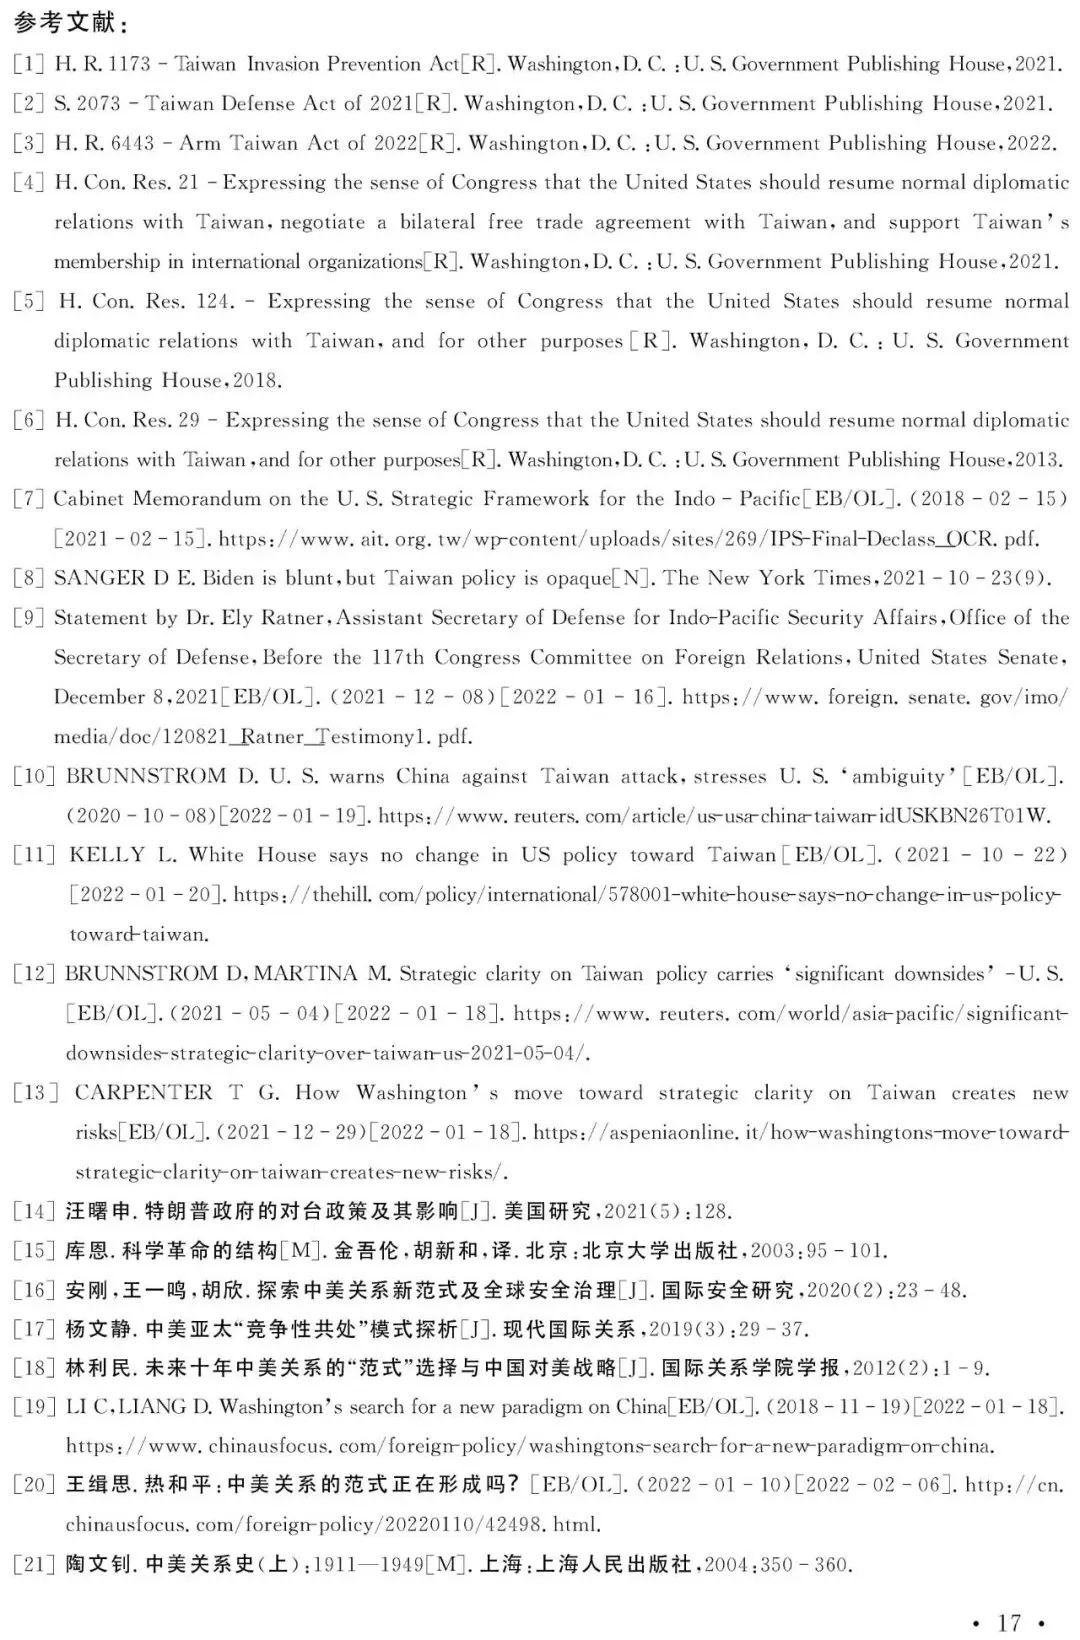 参考文献：
[1] H. R. 1173 - Taiwan Invasion Prevention Act[R]. Washington, D. C. :U. S. Government Publishing House, 2021.
[2] S. 2073 - Taiwan Defense Act of 2021[R]. Washington, D. C. :U. S. Government Publishing House, 2021.
[3] H. R. 6443 - Arm Taiwan Act of 2022[R]. Washington, D. C. :U. S. Government Publishing House, 2022.
[4] H. Con. Res. 21 - Expressing the sense of Congress that the United States should resume normal diplomatic
relations with Taiwan, negotiate a bilateral free trade agreement with Taiwan, and support Taiwan's
membership in international organizations[R]. Washington, D. C. :U. S. Government Publishing House, 2021.
[5] H. Con. Res. 124. - Expressing the sense of Congress that the United States should resume normal
diplomatic relations with Taiwan, and for other purposes[R]. Washington, D. C. : U. S. Government
Publishing House, 2018.
[6] H. Con. Res. 29 - Expressing the sense of Congress that the United States should resume normal diplomatic
relations with Taiwan, and for other purposes[R]. Washington, D. C. :U. S. Government Publishing House, 2013.
[7] Cabinet Memorandum on the U. S. Strategic Framework for the Indo - Pacific[EB/OL]. (2018 - 02 - 15)
[2021 - 02 - 15]. https://www. ait. org. tw/wp-content/uploads/sites/269/IPS-Final-Declass_OCR. pdf.
[8] SANGER D E. Biden is blunt, but Taiwan policy is opaque[N]. The New York Times, 2021 - 10 - 23(9).
[9] Statement by Dr. Ely Ratner, Assistant Secretary of Defense for Indo-Pacific Security Affairs, Office of the
Secretary of Defense, Before the 117th Congress Committee on Foreign Relations, United States Senate,
December 8, 2021[EB/OL]. (2021 - 12 - 08)[2022 - 01 - 16]. https://www. foreign. senate. gov/imo/
media/doc/120821_Ratner_Testimony1. pdf.
[10] BRUNNSTROM D. U. S. warns China against Taiwan attack, stresses U. S. 'ambiguity'[EB/OL].
(2020 - 10 - 08)[2022 - 01 - 19]. https://www. reuters. com/article/us-usa-china-taiwan-idUSKBN26T01W.
[11] KELLY L. White House says no change in US policy toward Taiwan[EB/OL]. (2021 - 10 - 22)
[2022 - 01 - 20]. https://thehill. com/policy/international/578001-white-house-says-no-change-in-us-policy-
toward-taiwan.
[12] BRUNNSTROM D, MARTINA M. Strategic clarity on Taiwan policy carries 'significant downsides' -U. S.
[EB/OL]. (2021 - 05 - 04)[2022 - 01 - 18]. https://www. reuters. com/world/asia-pacific/significant-
downsides-strategic-clarity-over-taiwan-us-2021-05-04/.
[13] CARPENTER T G. How Washington's move toward strategic clarity on Taiwan creates new
risks[EB/OL]. (2021 - 12 - 29)[2022 - 01 - 18]. https://aspeniaonline. it/how-washingtons-move-toward-
strategic-clarity-on-taiwan-creates-new-risks/.
[14] 汪曙申. 特朗普政府的对台政策及其影响[J]. 美国研究, 2021(5):128.
[15] 库恩. 科学革命的结构[M]. 金吾伦, 胡新和, 译. 北京:北京大学出版社, 2003:95 - 101.
[16] 安刚, 王一鸣, 胡欣. 探索中美关系新范式及全球安全治理[J]. 国际安全研究, 2020(2):23 - 48.
[17] 杨文静. 中美亚太“竞争性共处”模式探析[J]. 现代国际关系, 2019(3):29 - 37.
[18] 林利民. 未来十年中美关系的“范式”选择与中国对美战略[J]. 国际关系学院学报, 2012(2):1 - 9.
[19] LI C, LIANG D. Washington's search for a new paradigm on China[EB/OL]. (2018 - 11 - 19)[2022 - 01 - 18].
https://www. chinausfocus. com/foreign-policy/washingtons-search-for-a-new-paradigm-on-china.
[20] 王缉思. 热和平:中美关系的范式正在形成吗? [EB/OL]. (2022 - 01 - 10)[2022 - 02 - 06]. http://cn.
chinausfocus. com/foreign-policy/20220110/42498. html.
[21] 陶文钊. 中美关系史(上):1911—1949[M]. 上海:上海人民出版社, 2004:350 - 360.
· 17 ·